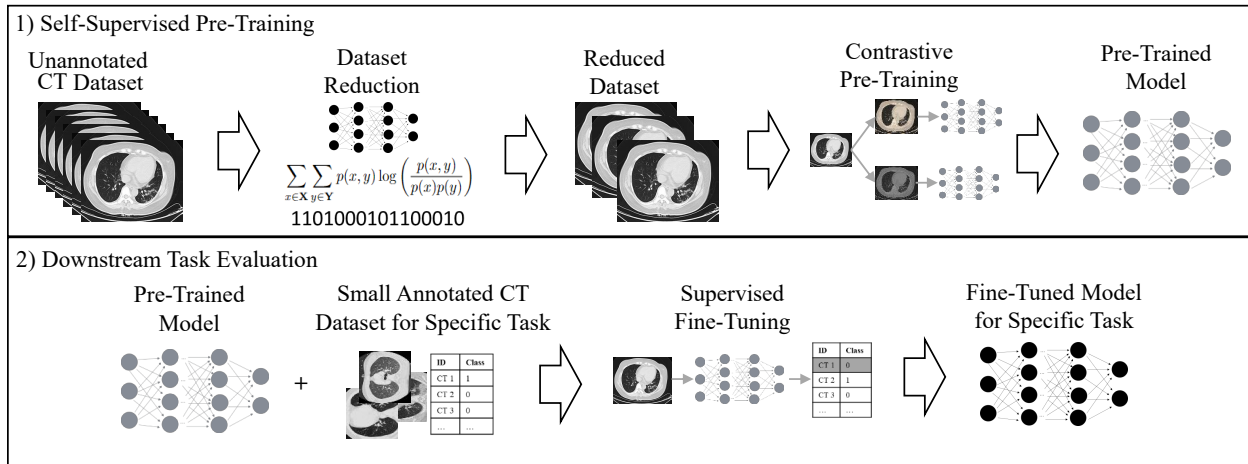 1) Self-Supervised Pre-Training
Unannotated
CT Dataset
Dataset
Reduction
∑_{x∈X} ∑_{y∈Y} p(x, y) log ( p(x, y) / p(x)p(y) )
1101000101100010
Reduced
Dataset
Contrastive
Pre-Training
Pre-Trained
Model
2) Downstream Task Evaluation
Pre-Trained
Model
+
Small Annotated CT
Dataset for Specific Task
ID Class
CT 1 1
CT 2 0
CT 3 0
... ...
Supervised
Fine-Tuning
ID Class
CT 1 0
CT 2 1
CT 3 0
... ...
Fine-Tuned Model
for Specific Task